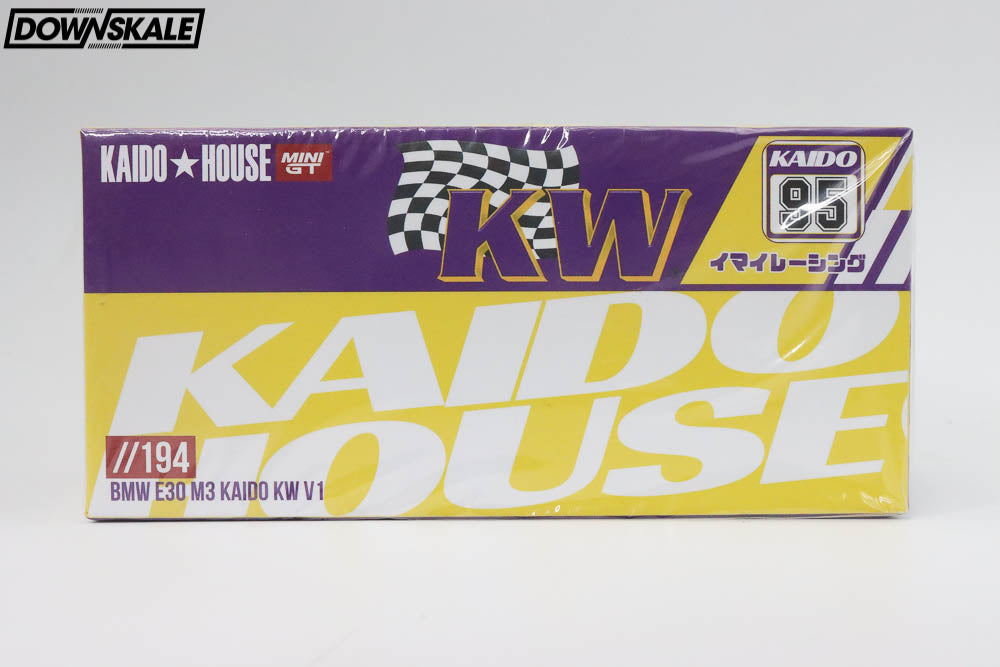 DOWNSKALE
KAIDO★HOUSE MINI GT™
KW
KAIDO
95
イマイレーシング
KAIDO
HOUSE
//194
BMW E30 M3 KAIDO KW V1